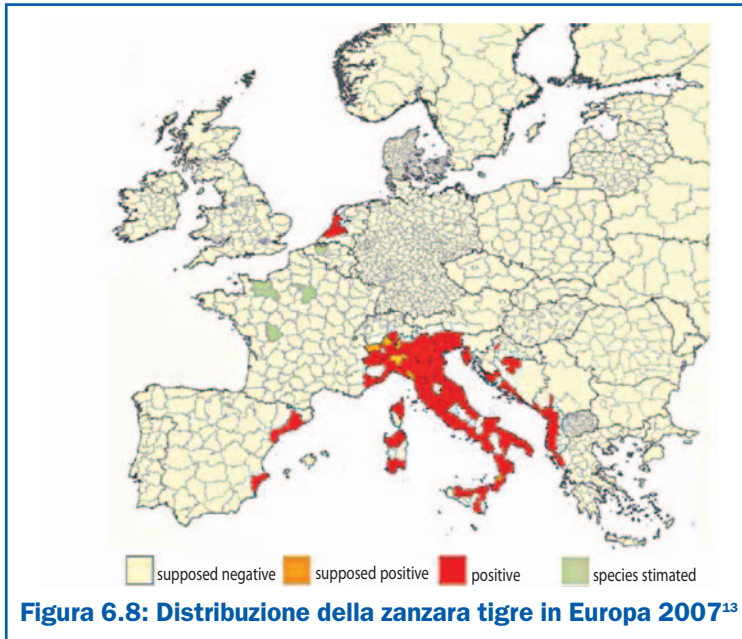 supposed negative supposed positive positive species stimated
Figura 6.8: Distribuzione della zanzara tigre in Europa 2007¹³